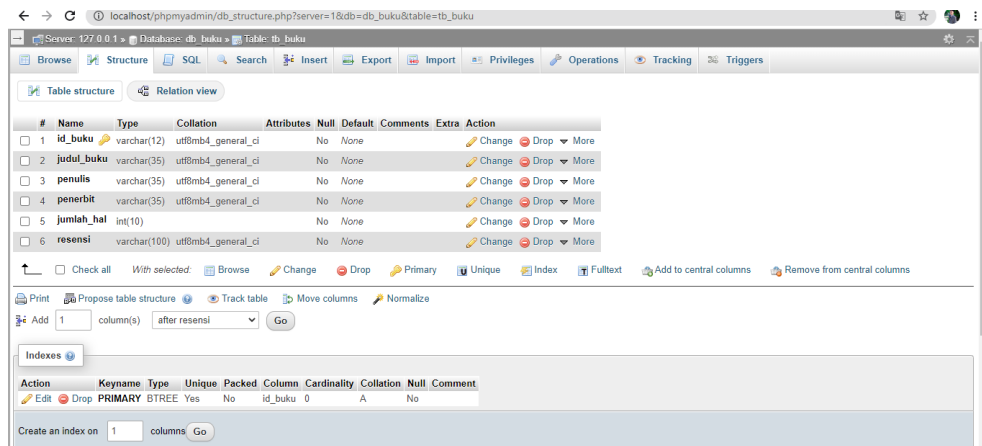 localhost/phpmyadmin/db_structure.php?server=1&db=db_buku&table=tb_buku
Server: 127.0.0.1 » Database: db_buku » Table: tb_buku
Browse Structure SQL Search Insert Export Import Privileges Operations Tracking Triggers
Table structure Relation view
# Name Type Collation Attributes Null Default Comments Extra Action
1 id_buku varchar(12) utf8mb4_general_ci No None Change Drop More
2 judul_buku varchar(35) utf8mb4_general_ci No None Change Drop More
3 penulis varchar(35) utf8mb4_general_ci No None Change Drop More
4 penerbit varchar(35) utf8mb4_general_ci No None Change Drop More
5 jumlah_hal int(10) No None Change Drop More
6 resensi varchar(100) utf8mb4_general_ci No None Change Drop More
Check all With selected: Browse Change Drop Primary Unique Index Fulltext Add to central columns Remove from central columns
Print Propose table structure Track table Move columns Normalize
Add 1 column(s) after resensi Go
Indexes
Action Keyname Type Unique Packed Column Cardinality Collation Null Comment
Edit Drop PRIMARY BTREE Yes No id_buku 0 A No
Create an index on 1 columns Go